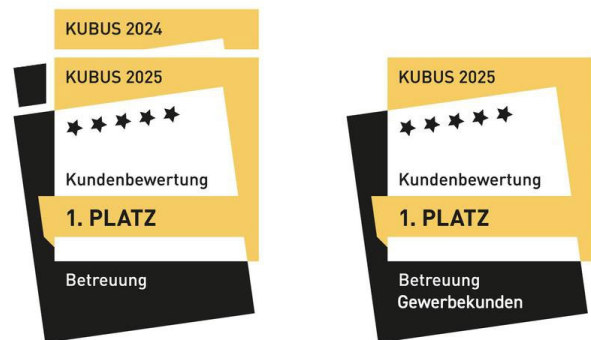 KUBUS 2024
KUBUS 2025
Kundenbewertung
1. PLATZ
Betreuung
KUBUS 2025
Kundenbewertung
1. PLATZ
Betreuung
Gewerbekunden